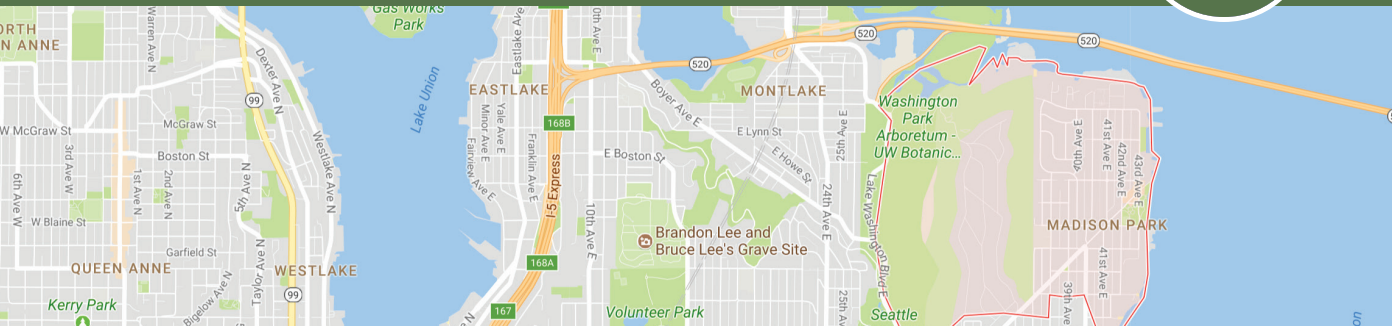 Gas Works
Park
ORTH
N ANNE
Warren Ave N
Dexter Ave N
99
Lake Union
Eastlake Ave
0th Ave E
520
520
520
EASTLAKE
Boyer Ave E
MONTLAKE
Washington
Park
Arboretum -
UW Botanic...
W McGraw St
McGraw St
Boston St
3rd Ave W
6th Ave W
1st Ave N
2nd Ave N
5th Ave N
Westlake Ave N
Minor Ave E
Yale Ave E
Fairview Ave E
Franklin Ave E
168B
I-5 Express
E Boston St
E Lynn St
E Howe St
25th Ave E
24th Ave E
Lake Washington Blvd E
40th Ave E
41st Ave E
42nd Ave E
43rd Ave E
MADISON PARK
W Blaine St
Garfield St
QUEEN ANNE
WESTLAKE
Taylor Ave N
Bigelow Ave N
99
Kerry Park
10th Ave E
Brandon Lee and
Bruce Lee's Grave Site
168A
167
Volunteer Park
25th Av
Seattle
39th Av
41st Ave E
N
on